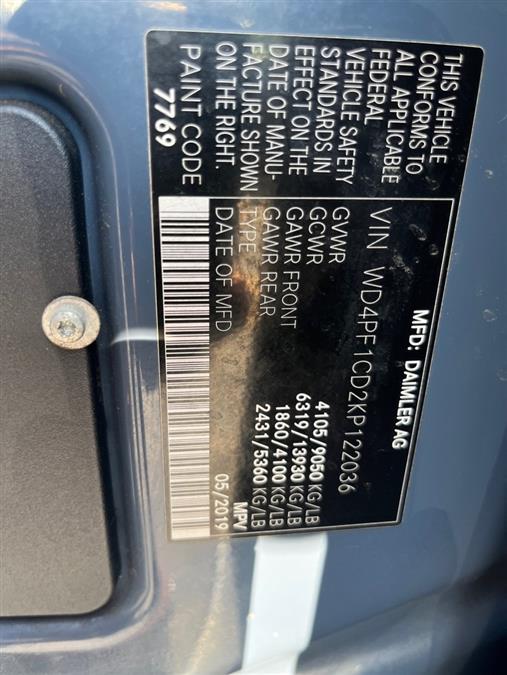 MFD: DAIMLER AG
VIN WD4PF1CD2KP122036
THIS VEHICLE
CONFORMS TO
ALL APPLICABLE
FEDERAL
VEHICLE SAFETY
STANDARDS IN
EFFECT ON THE
DATE OF MANU-
FACTURE SHOWN
ON THE RIGHT.
PAINT CODE
7769
GVWR 4105/9050 KG/LB
GCWR 6319/13930 KG/LB
GAWR FRONT 1860/4100 KG/LB
GAWR REAR 2431/5360 KG/LB
TYPE MPV
DATE OF MFD 05/2019